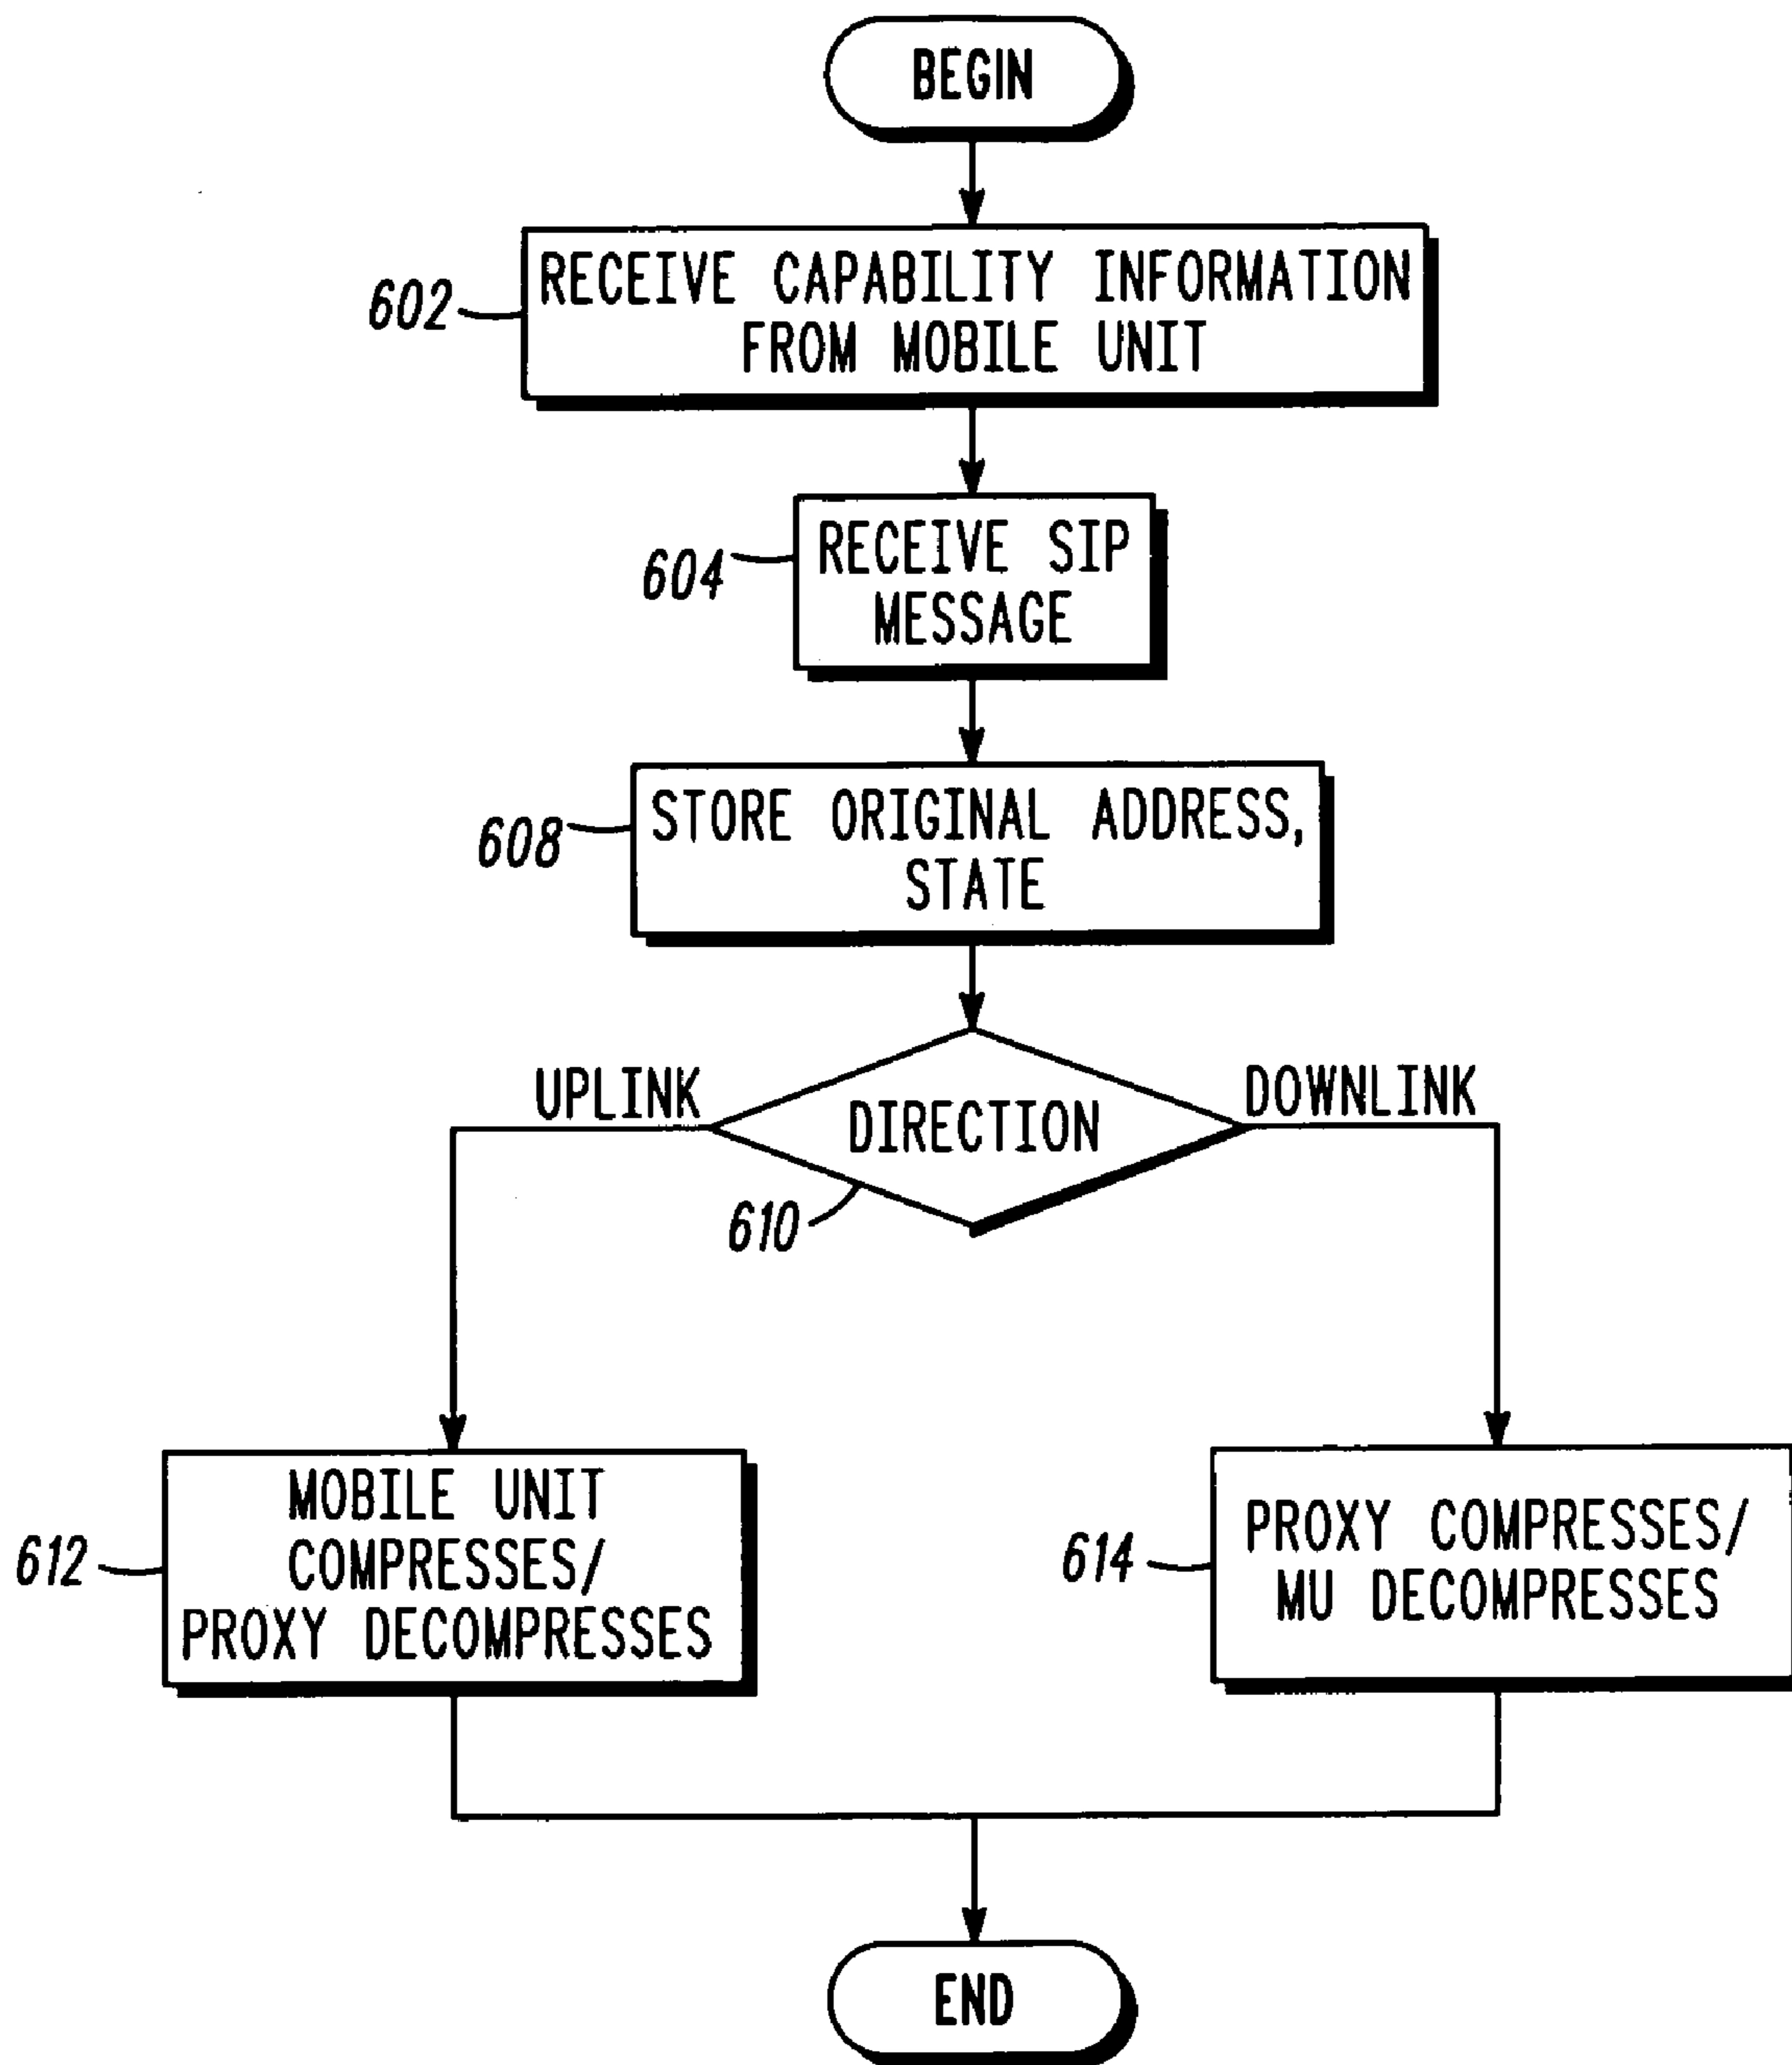 BEGIN
602
RECEIVE CAPABILITY INFORMATION
FROM MOBILE UNIT
604
RECEIVE SIP
MESSAGE
608
STORE ORIGINAL ADDRESS,
STATE
UPLINK
DIRECTION
DOWNLINK
610
612
MOBILE UNIT
COMPRESSES/
PROXY DECOMPRESSES
614
PROXY COMPRESSES/
MU DECOMPRESSES
END